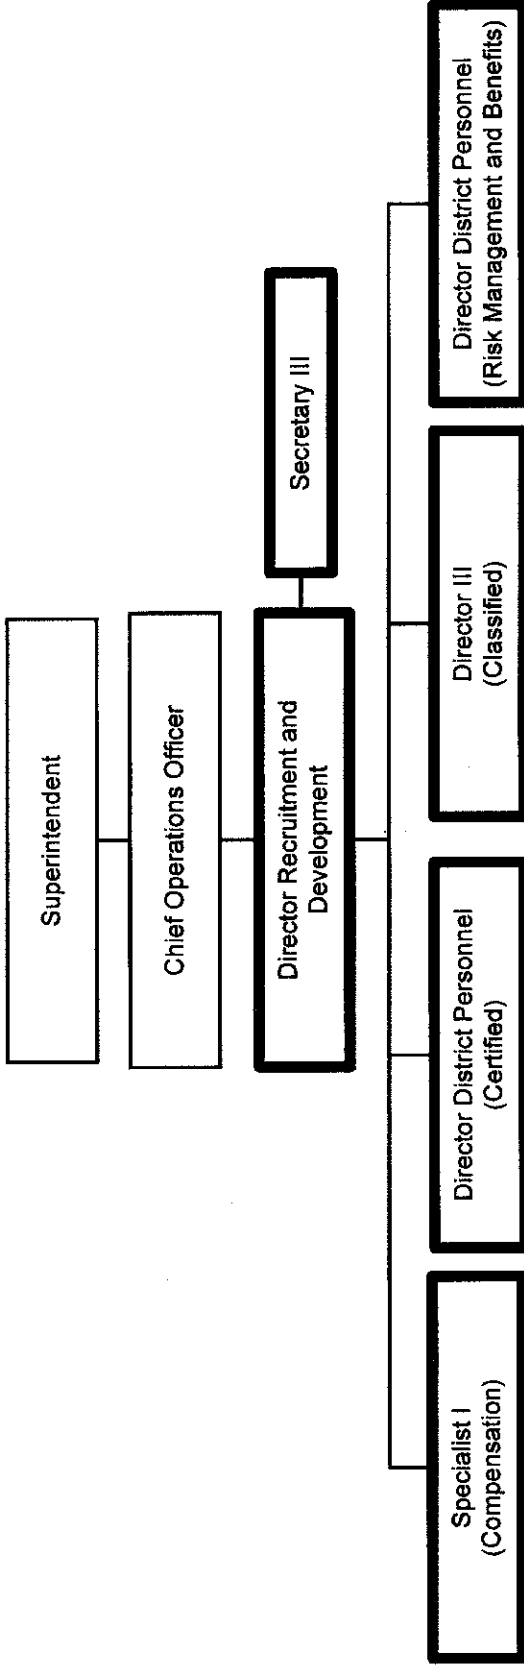 Superintendent
Chief Operations Officer
Director Recruitment and
Development
Secretary III
Specialist I
(Compensation)
Director District Personnel
(Certified)
Director III
(Classified)
Director District Personnel
(Risk Management and Benefits)